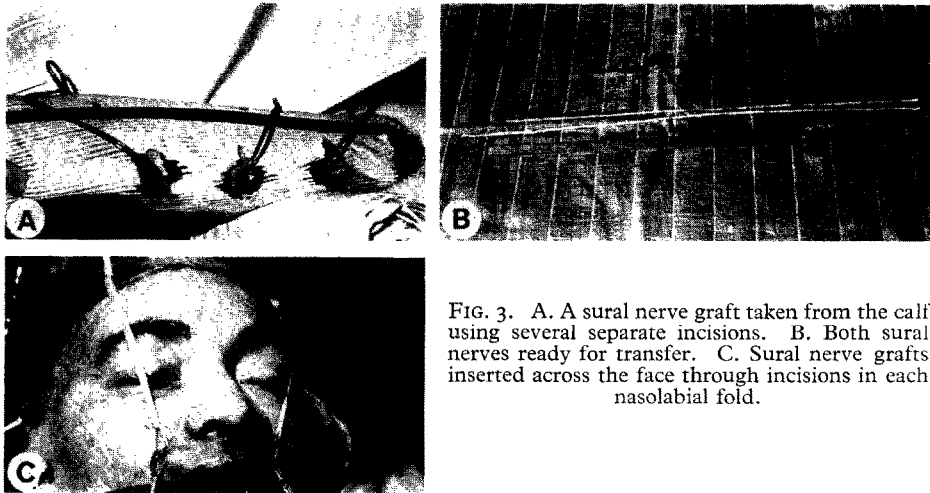 A
B
C
FIG. 3. A. A sural nerve graft taken from the calf
using several separate incisions. B. Both sural
nerves ready for transfer. C. Sural nerve grafts
inserted across the face through incisions in each
nasolabial fold.